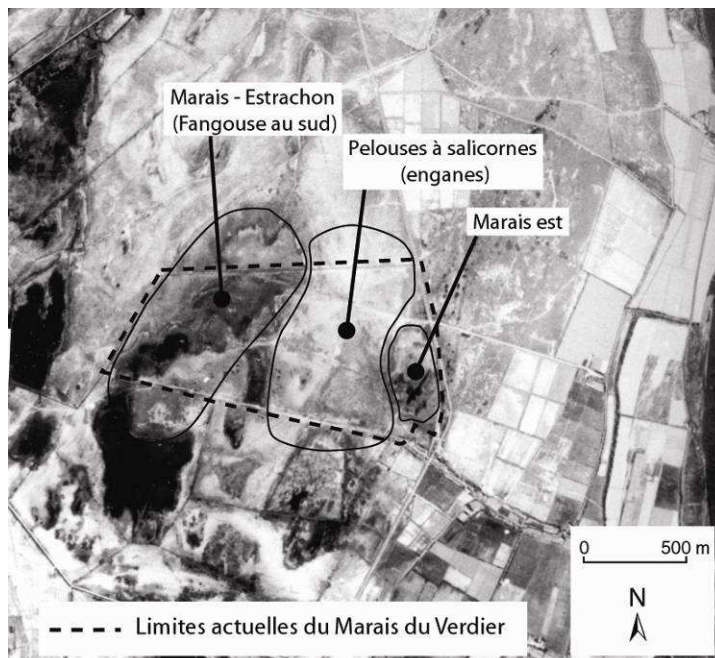 Marais - Estrachon
(Fangouse au sud)
Pelouses à salicornes
(enganes)
Marais est
0 500 m
N
Limites actuelles du Marais du Verdier